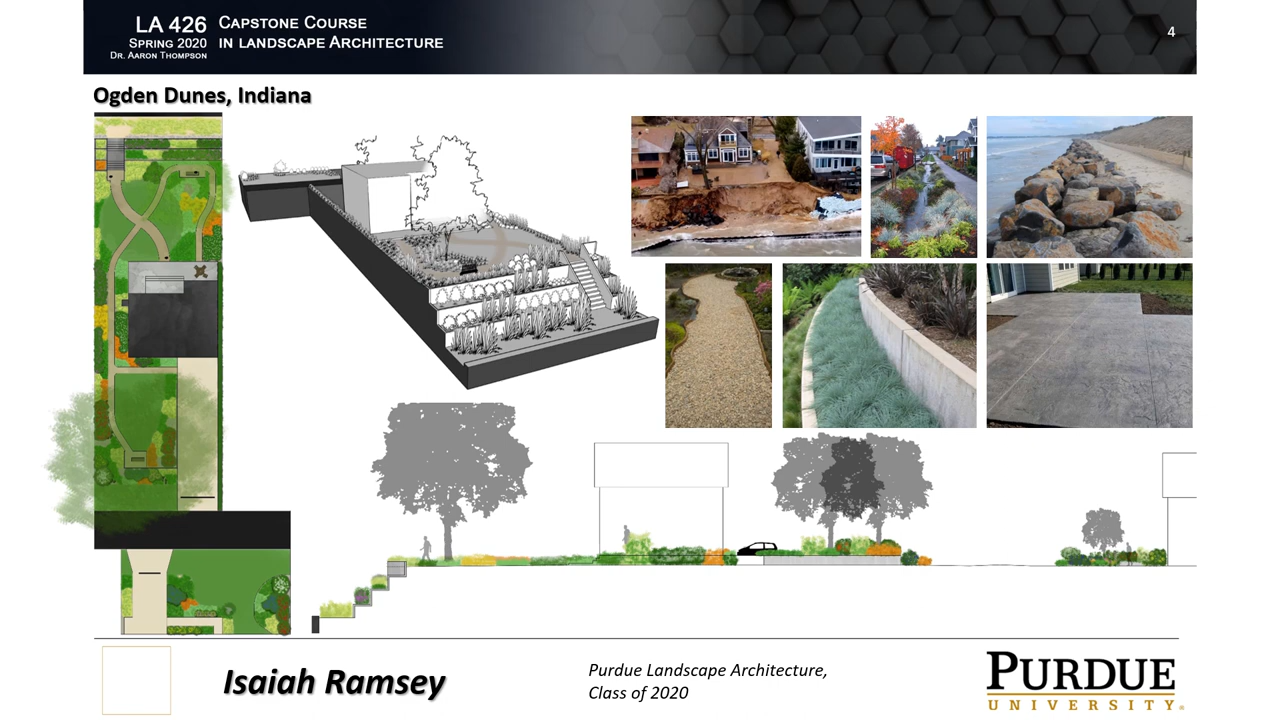 LA 426
SPRING 2020
DR. AARON THOMPSON
CAPSTONE COURSE
IN LANDSCAPE ARCHITECTURE
4
Ogden Dunes, Indiana
Isaiah Ramsey
Purdue Landscape Architecture,
Class of 2020
PURDUE
UNIVERSITY®